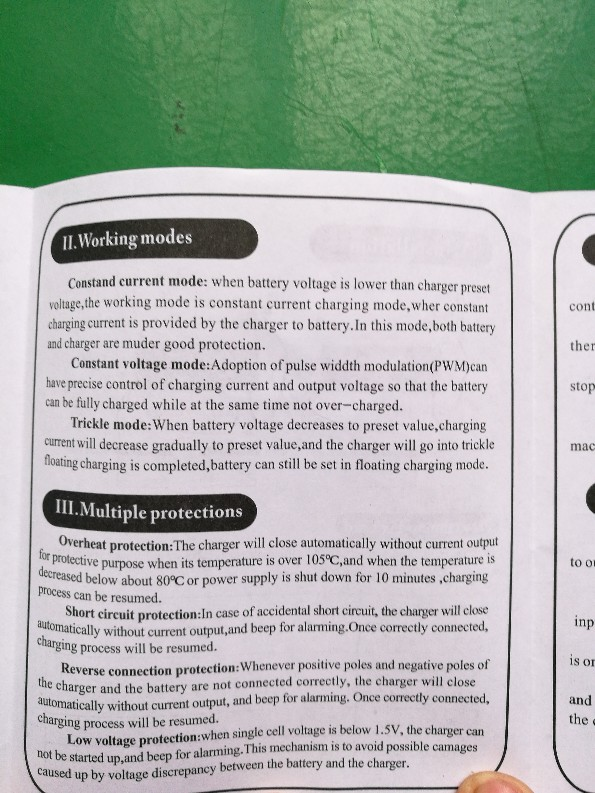 II.Working modes
Constand current mode: when battery voltage is lower than charger preset
voltage,the working mode is constant current charging mode,wher constant
charging current is provided by the charger to battery.In this mode,both battery
and charger are muder good protection.
Constant voltage mode:Adoption of pulse widdth modulation(PWM)can
have precise control of charging current and output voltage so that the battery
can be fully charged while at the same time not over-charged.
Trickle mode:When battery voltage decreases to preset value,charging
current will decrease gradually to preset value,and the charger will go into trickle
floating charging is completed,battery can still be set in floating charging mode.
III.Multiple protections
Overheat protection:The charger will close automatically without current output
for protective purpose when its temperature is over 105℃,and when the temperature is
decreased below about 80℃ or power supply is shut down for 10 minutes ,charging
process can be resumed.
Short circuit protection:In case of accidental short circuit, the charger will close
automatically without current output,and beep for alarming.Once correctly connected,
charging process will be resumed.
Reverse connection protection:Whenever positive poles and negative poles of
the charger and the battery are not connected correctly, the charger will close
automatically without current output, and beep for alarming. Once correctly connected,
charging process will be resumed.
Low voltage protection:when single cell voltage is below 1.5V, the charger can
not be started up,and beep for alarming.This mechanism is to avoid possible camages
caused up by voltage discrepancy between the battery and the charger.
cont
ther
stop
mac
to ou
inp
is on
and
the